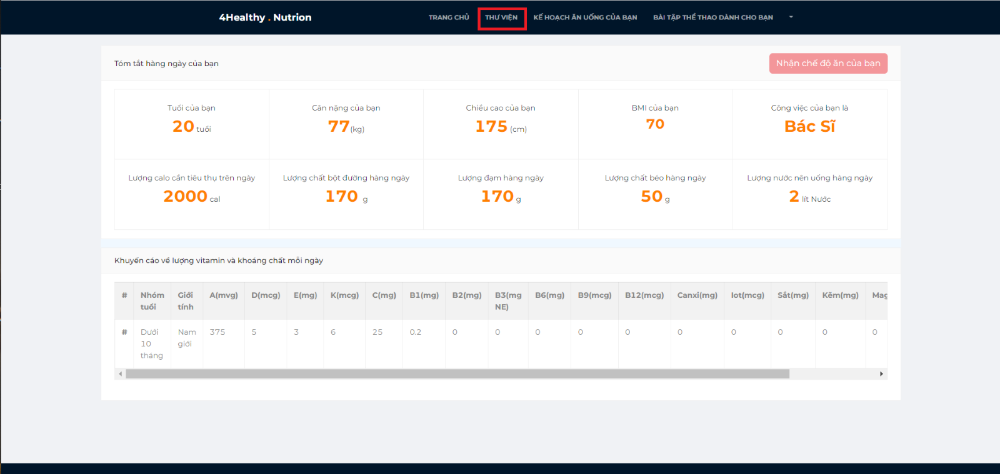 4Healthy . Nutrion
TRANG CHỦ THƯ VIỆN KẾ HOẠCH ĂN UỐNG CỦA BẠN BÀI TẬP THỂ THAO DÀNH CHO BẠN
Tóm tắt hàng ngày của bạn
Nhận chế độ ăn của bạn
Tuổi của bạn
20 tuổi
Cân nặng của bạn
77(kg)
Chiều cao của bạn
175 (cm)
BMI của bạn
70
Công việc của bạn là
Bác Sĩ
Lượng calo cần tiêu thụ trên ngày
2000 cal
Lượng chất bột đường hàng ngày
170 g
Lượng đạm hàng ngày
170 g
Lượng chất béo hàng ngày
50 g
Lượng nước nên uống hàng ngày
2 lít Nước
Khuyến cáo về lượng vitamin và khoáng chất mỗi ngày
# Nhóm tuổi Giới tính A(mvg) D(mcg) E(mg) K(mcg) C(mg) B1(mg) B2(mg) B3(mg NE) B6(mg) B9(mcg) B12(mcg) Canxi(mg) Iot(mcg) Sắt(mg) Kẽm(mg) Mag
# Dưới 10 tháng Nam giới 375 5 3 6 25 0.2 0 0 0 0 0 0 0 0 0 0